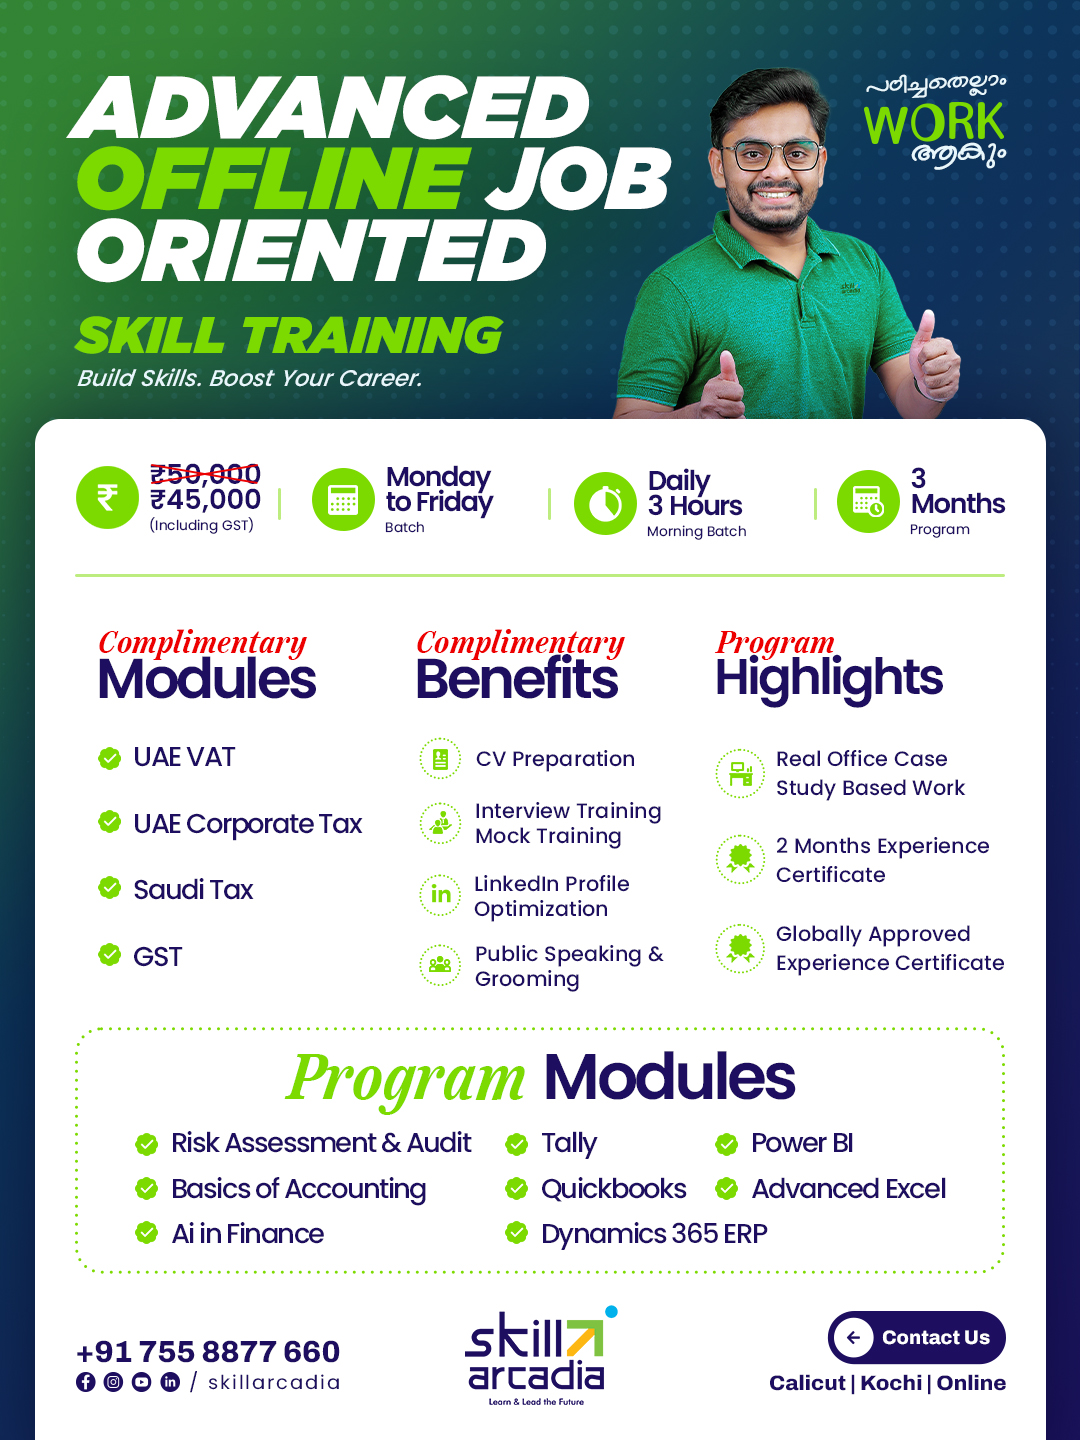 ADVANCED
OFFLINE JOB
ORIENTED
SKILL TRAINING
Build Skills. Boost Your Career.
പഠിച്ചതെല്ലാം
WORK
ആകും
skill
arcadia
₹50,000
₹45,000
(Including GST)
Monday
to Friday
Batch
Daily
3 Hours
Morning Batch
3
Months
Program
Complimentary
Modules
UAE VAT
UAE Corporate Tax
Saudi Tax
GST
Complimentary
Benefits
CV Preparation
Interview Training
Mock Training
LinkedIn Profile
Optimization
Public Speaking &
Grooming
Program
Highlights
Real Office Case
Study Based Work
2 Months Experience
Certificate
Globally Approved
Experience Certificate
Program Modules
Risk Assessment & Audit
Basics of Accounting
Ai in Finance
Tally
Quickbooks
Dynamics 365 ERP
Power BI
Advanced Excel
+91 755 8877 660
/ skillarcadia
skill
arcadia
Learn & Lead the Future
Contact Us
Calicut | Kochi | Online